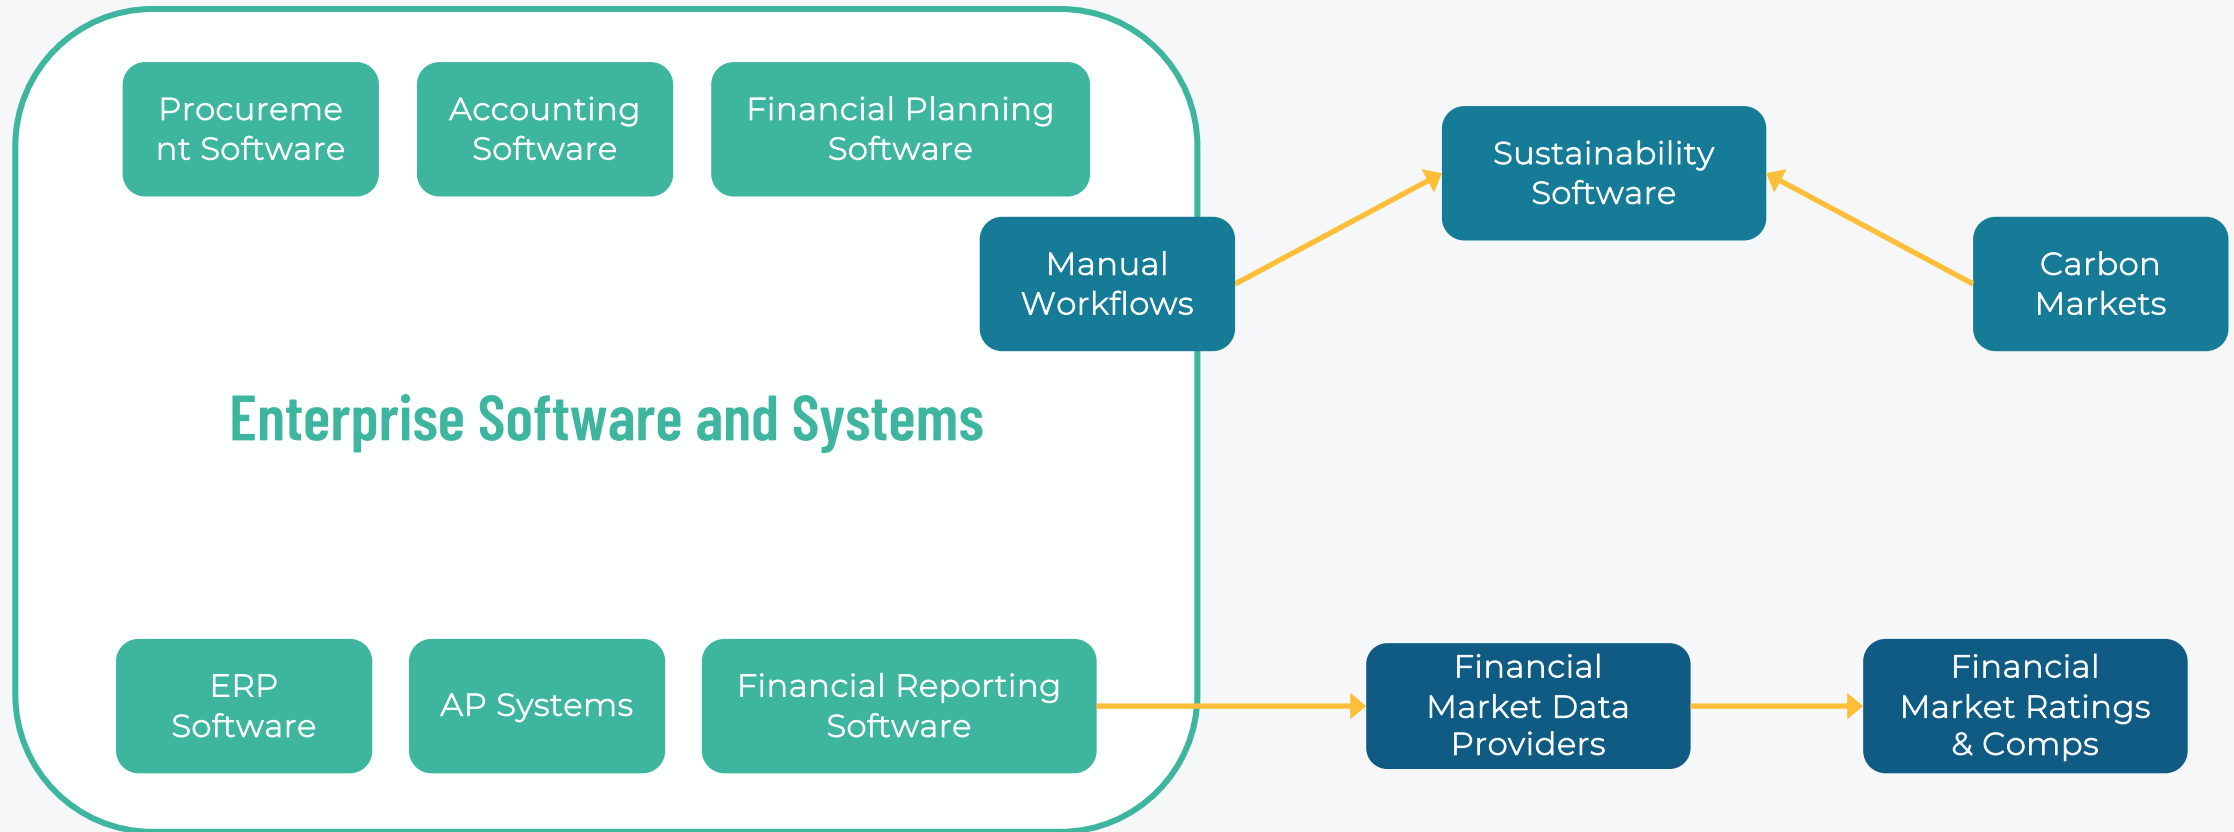 Procureme
nt Software
Accounting
Software
Financial Planning
Software
Sustainability
Software
Manual
Workflows
Carbon
Markets
Enterprise Software and Systems
ERP
Software
AP Systems
Financial Reporting
Software
Financial
Market Data
Providers
Financial
Market Ratings
& Comps